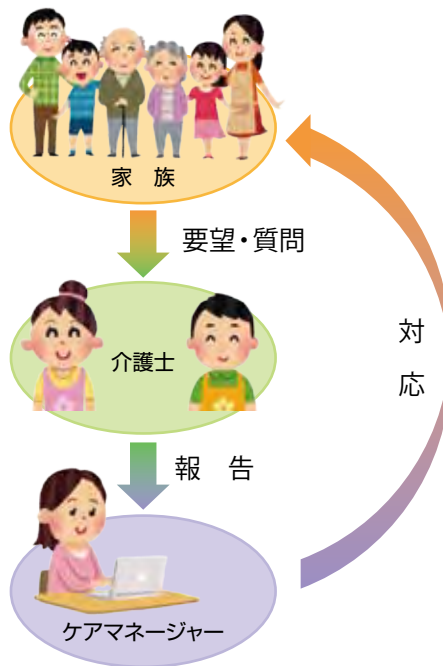 家　族
要望・質問
介護士
対
応
報　告
ケアマネージャー